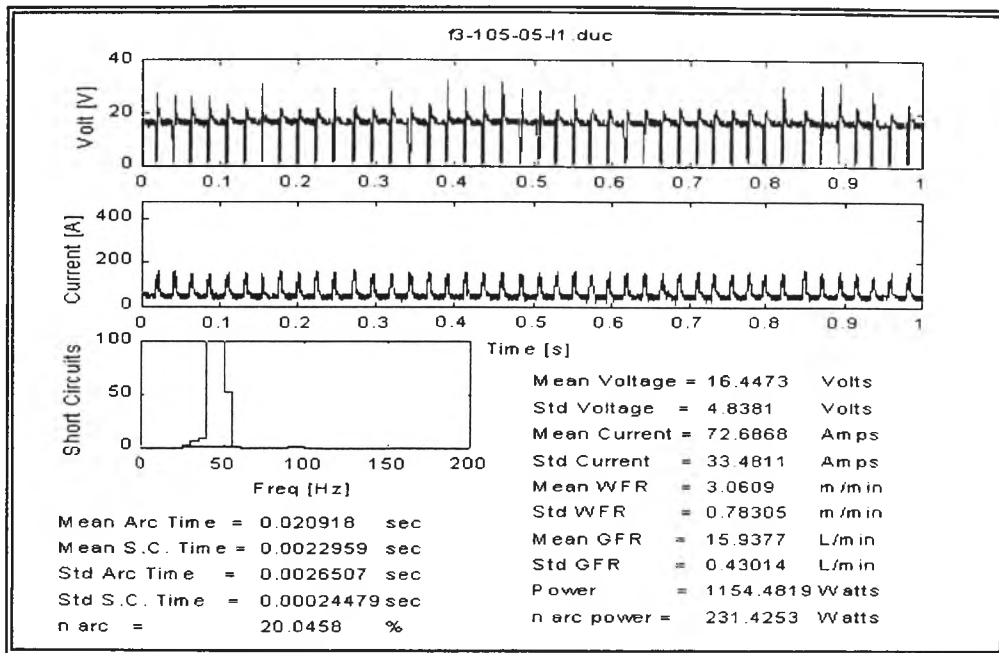 f3-105-05-l1.duc
Volt [V]
40
20
0
0 0.1 0.2 0.3 0.4 0.5 0.6 0.7 0.8 0.9 1
Current [A]
400
200
0
0 0.1 0.2 0.3 0.4 0.5 0.6 0.7 0.8 0.9 1
Time [s]
Short Circuits
100
50
0
0 50 100 150 200
Freq [Hz]
Mean Arc Time = 0.020918 sec
Mean S.C. Time = 0.0022959 sec
Std Arc Time = 0.0026507 sec
Std S.C. Time = 0.00024479 sec
n arc = 20.0458 %
Mean Voltage = 16.4473 Volts
Std Voltage = 4.8381 Volts
Mean Current = 72.6868 Amps
Std Current = 33.4811 Amps
Mean WFR = 3.0609 m/min
Std WFR = 0.78305 m/min
Mean GFR = 15.9377 L/min
Std GFR = 0.43014 L/min
Power = 1154.4819 Watts
n arc power = 231.4253 Watts